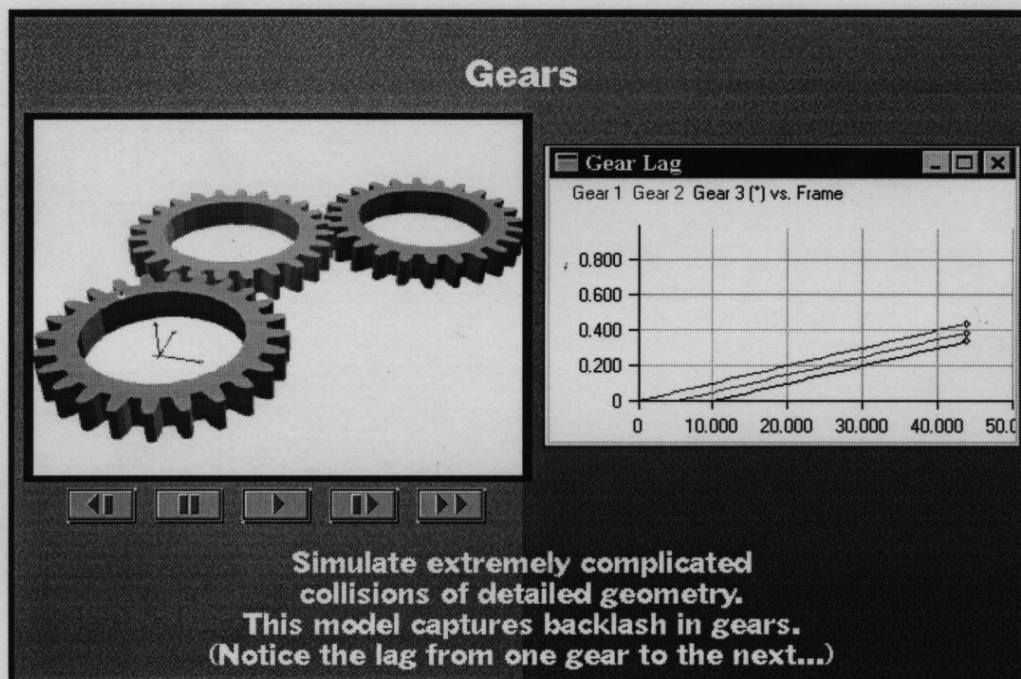 Gears
Gear Lag
Gear 1 Gear 2 Gear 3 (*) vs. Frame
0.800
0.600
0.400
0.200
0
0 10.000 20.000 30.000 40.000 50.0
Simulate extremely complicated
collisions of detailed geometry.
This model captures backlash in gears.
(Notice the lag from one gear to the next...)